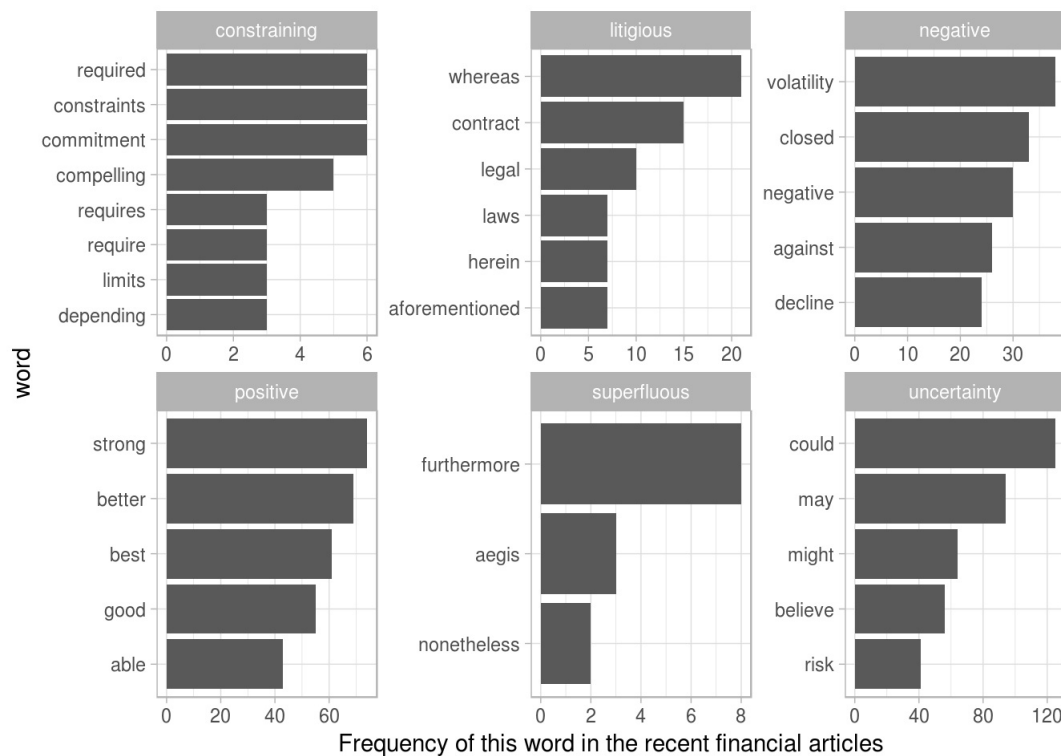 constraining
litigious
negative
required
constraints
commitment
compelling
requires
require
limits
depending
0 2 4 6
whereas
contract
legal
laws
herein
aforementioned
0 5 10 15 20
volatility
closed
negative
against
decline
0 10 20 30
word
positive
superfluous
uncertainty
strong
better
best
good
able
0 20 40 60
furthermore
aegis
nonetheless
0 2 4 6 8
could
may
might
believe
risk
0 40 80 120
Frequency of this word in the recent financial articles